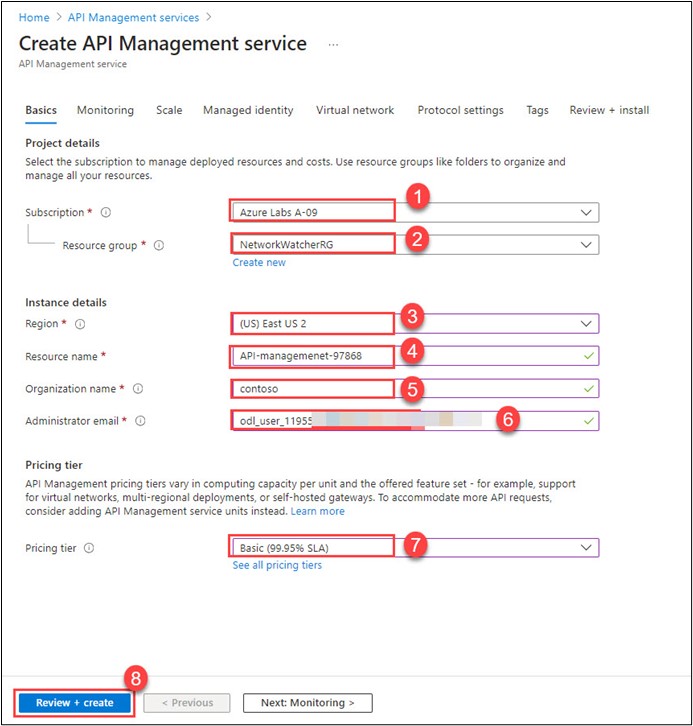 Home > API Management services >
Create API Management service ...
API Management service
Basics Monitoring Scale Managed identity Virtual network Protocol settings Tags Review + install
Project details
Select the subscription to manage deployed resources and costs. Use resource groups like folders to organize and
manage all your resources.
1
Subscription * Azure Labs A-09
2
Resource group * NetworkWatcherRG
Create new
Instance details
3
Region * (US) East US 2
4
Resource name * API-managemenet-97868
5
Organization name * contoso
6
Administrator email * odl_user_11955
Pricing tier
API Management pricing tiers vary in computing capacity per unit and the offered feature set - for example, support
for virtual networks, multi-regional deployments, or self-hosted gateways. To accommodate more API requests,
consider adding API Management service units instead. Learn more
7
Pricing tier Basic (99.95% SLA)
See all pricing tiers
8
Review + create < Previous Next: Monitoring >